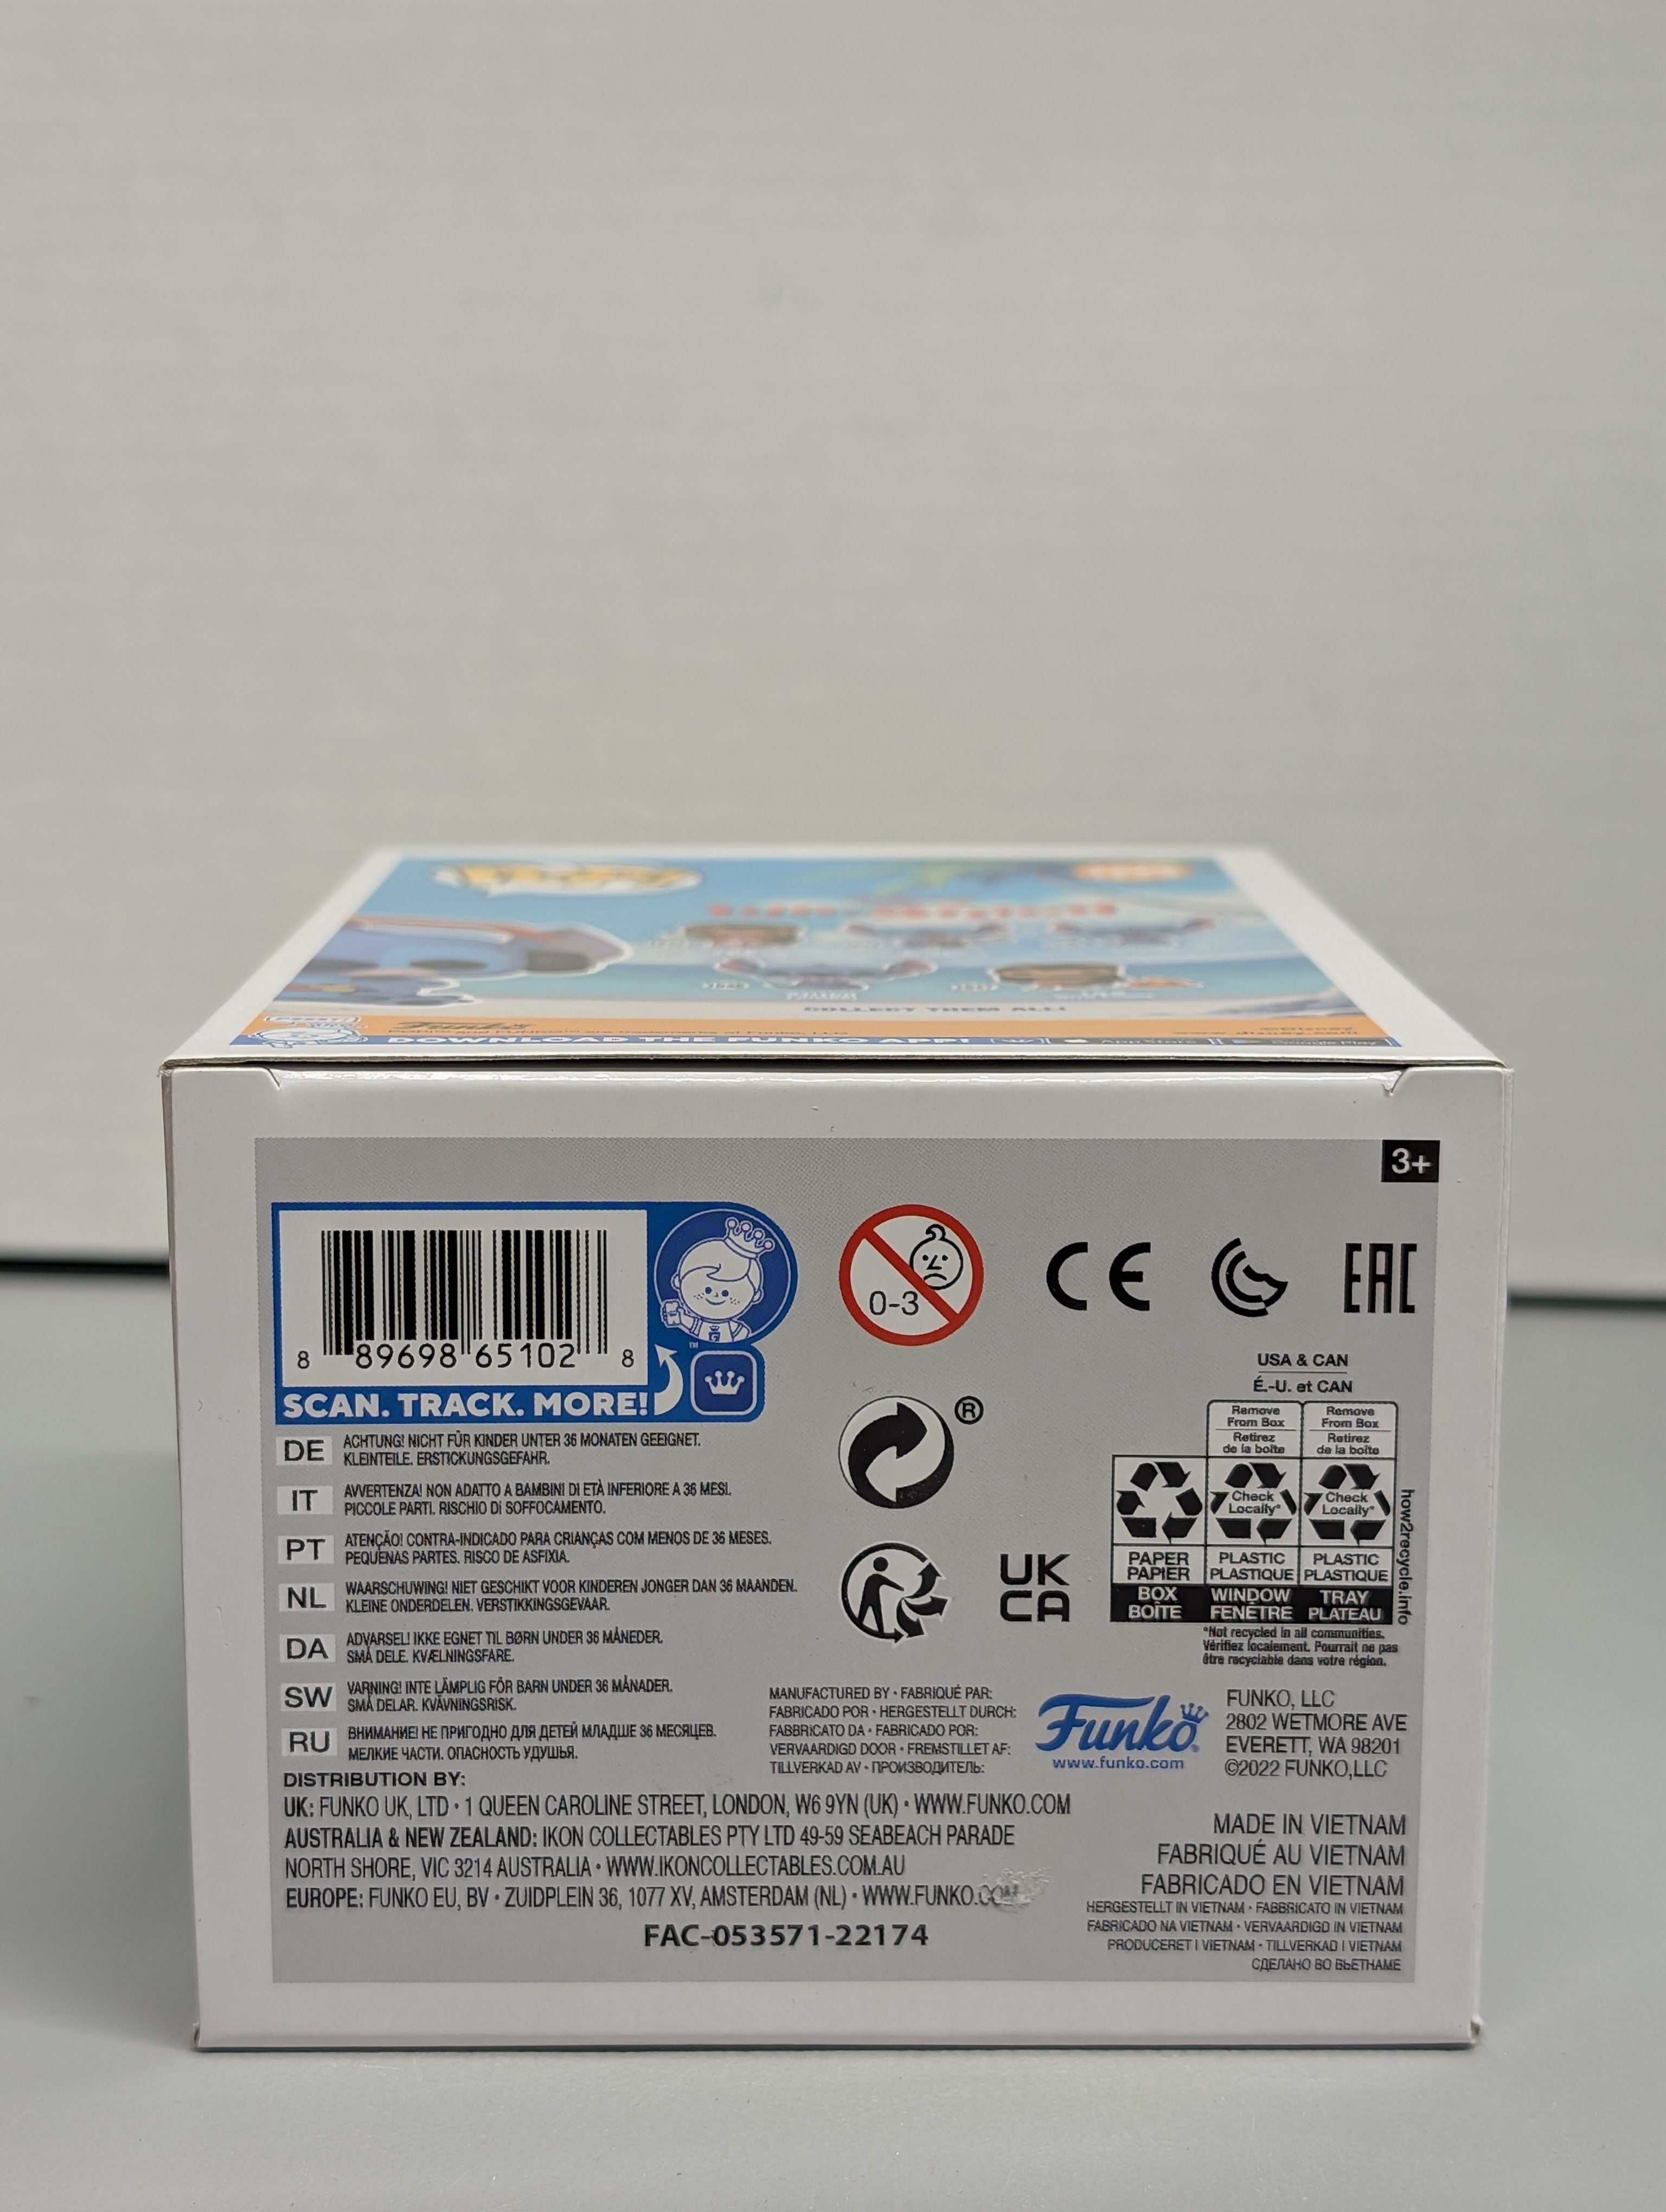 Funko
COLLECT THEM ALL!
DOWNLOAD THE FUNKO APP!
App Store
Google Play
3+
8 89698 65102 8
™
SCAN. TRACK. MORE!
0-3
CE
EAC
®
UK
CA
USA & CAN
É.-U. et CAN
Remove
From Box
Retirez
de la boîte
Remove
From Box
Retirez
de la boîte
Check
Locally*
Check
Locally*
PAPER
PAPIER
PLASTIC
PLASTIQUE
PLASTIC
PLASTIQUE
BOX
BOÎTE
WINDOW
FENÊTRE
TRAY
PLATEAU
how2recycle.info
*Not recycled in all communities.
Vérifiez localement. Pourrait ne pas
être recyclable dans votre région.
DE
ACHTUNG! NICHT FÜR KINDER UNTER 36 MONATEN GEEIGNET.
KLEINTEILE. ERSTICKUNGSGEFAHR.
IT
AVVERTENZA! NON ADATTO A BAMBINI DI ETÀ INFERIORE A 36 MESI.
PICCOLE PARTI. RISCHIO Di SOFFOCAMENTO.
PT
ATENÇÃO! CONTRA-INDICADO PARA CRIANÇAS COM MENOS DE 36 MESES.
PEQUENAS PARTES. RISCO DE ASFIXIA.
NL
WAARSCHUWING! NIET GESCHIKT VOOR KINDEREN JONGER DAN 36 MAANDEN.
KLEINE ONDERDELEN. VERSTIKKINGSGEVAAR.
DA
ADVARSEL! IKKE EGNET TIL BØRN UNDER 36 MÅNEDER.
SMÅ DELE. KVÆLNINGSFARE.
SW
VARNING! INTE LÄMPLIG FÖR BARN UNDER 36 MÅNADER.
SMÅ DELAR. KVÄVNINGSRISK.
RU
ВНИМАНИЕ! НЕ ПРИГОДНО ДЛЯ ДЕТЕЙ МЛАДШЕ 36 МЕСЯЦЕВ.
МЕЛКИЕ ЧАСТИ. ОПАСНОСТЬ УДУШЬЯ.
MANUFACTURED BY • FABRIQUÉ PAR:
FABRICADO POR • HERGESTELLT DURCH:
FABBRICATO DA • FABRICADO POR:
VERVAARDIGD DOOR • FREMSTILLET AF:
TILLVERKAD AV • ПРОИЗВОДИТЕЛЬ:
Funko®
www.funko.com
FUNKO, LLC
2802 WETMORE AVE
EVERETT, WA 98201
©2022 FUNKO,LLC
DISTRIBUTION BY:
UK: FUNKO UK, LTD • 1 QUEEN CAROLINE STREET, LONDON, W6 9YN (UK) • WWW.FUNKO.COM
AUSTRALIA & NEW ZEALAND: IKON COLLECTABLES PTY LTD 49-59 SEABEACH PARADE
NORTH SHORE, VIC 3214 AUSTRALIA • WWW.IKONCOLLECTABLES.COM.AU
EUROPE: FUNKO EU, BV • ZUIDPLEIN 36, 1077 XV, AMSTERDAM (NL) • WWW.FUNKO.COM
FAC-053571-22174
MADE IN VIETNAM
FABRIQUÉ AU VIETNAM
FABRICADO EN VIETNAM
HERGESTELLT IN VIETNAM • FABBRICATO IN VIETNAM
FABRICADO NA VIETNAM • VERVAARDIGD IN VIETNAM
PRODUCERET I VIETNAM • TILLVERKAD I VIETNAM
СДЕЛАНО ВО ВЬЕТНАМЕ